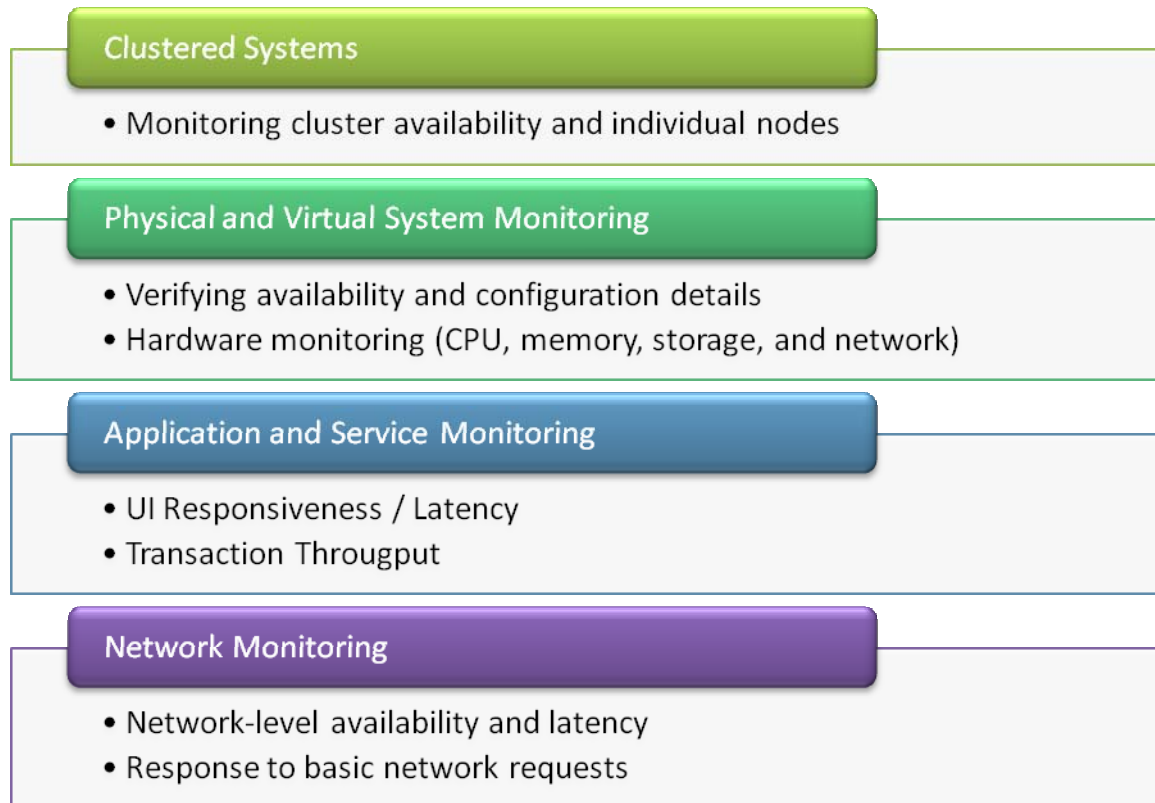 Clustered Systems
• Monitoring cluster availability and individual nodes
Physical and Virtual System Monitoring
• Verifying availability and configuration details
• Hardware monitoring (CPU, memory, storage, and network)
Application and Service Monitoring
• UI Responsiveness / Latency
• Transaction Througput
Network Monitoring
• Network-level availability and latency
• Response to basic network requests